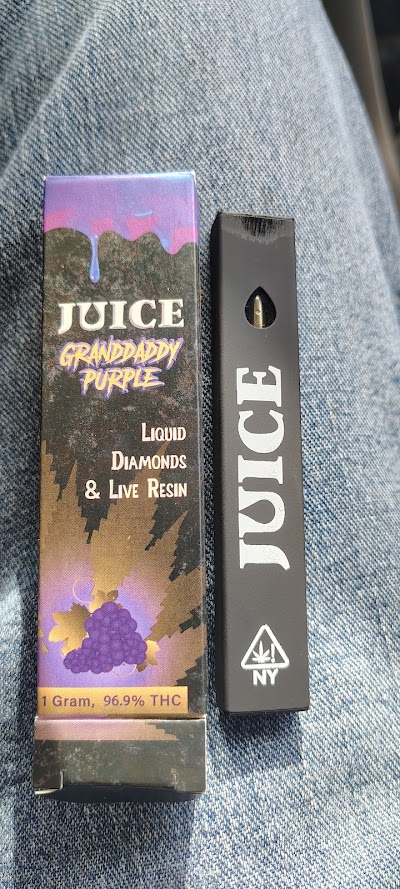 JUICE
GRANDDADDY
PURPLE
LIQUID
DIAMONDS
& LIVE RESIN
1 Gram, 96.9% THC
JUICE
!
NY